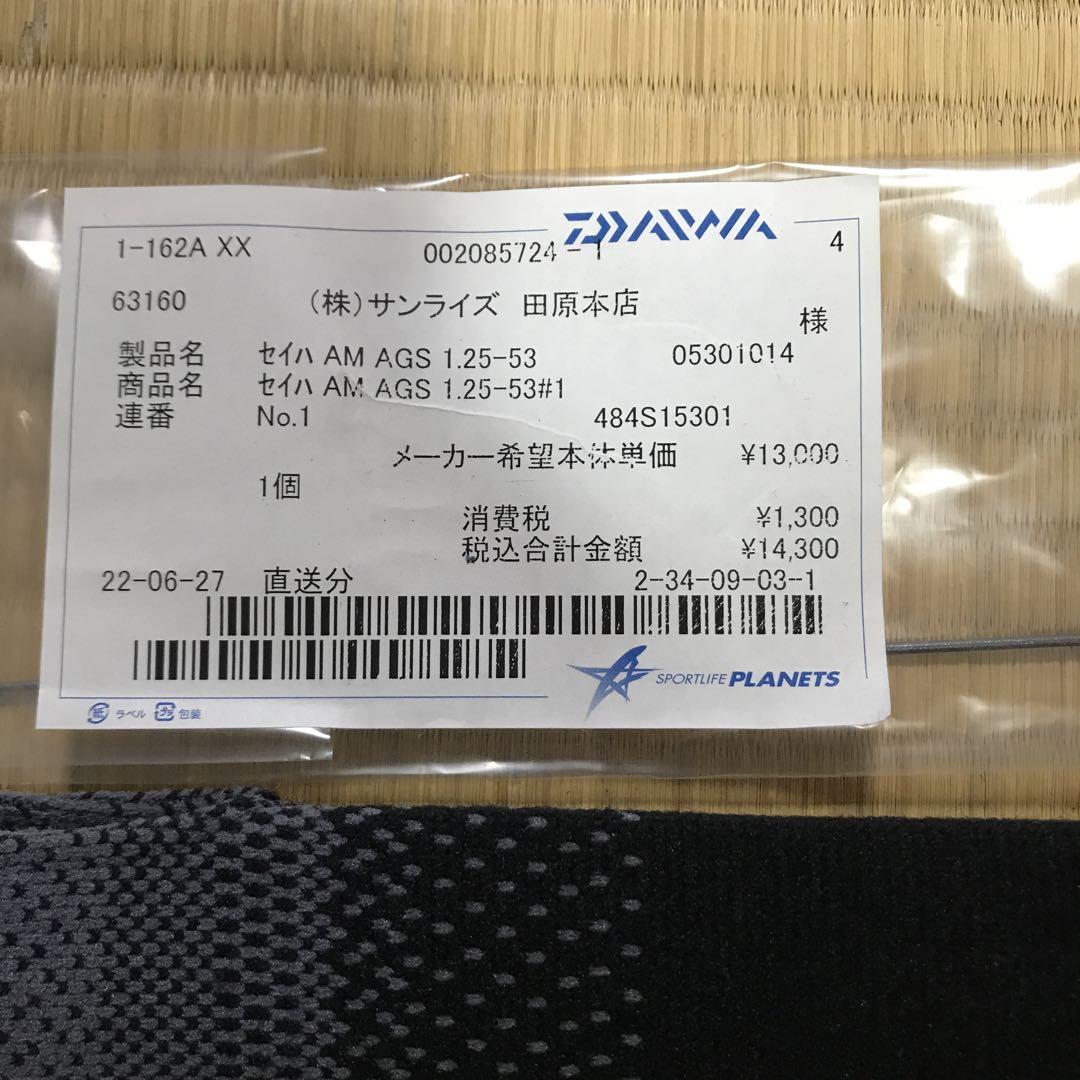 DAIWA
1-162A XX 002085724-1 4
63160 (株)サンライズ 田原本店 様
製品名 セイハ AM AGS 1.25-53 05301014
商品名 セイハ AM AGS 1.25-53#1
連番 No.1 484S15301
メーカー希望本体単価 ¥13,000
1個
消費税 ¥1,300
税込合計金額 ¥14,300
22-06-27 直送分 2-34-09-03-1
SPORTLIFE PLANETS
紙 ラベル プラ 包装